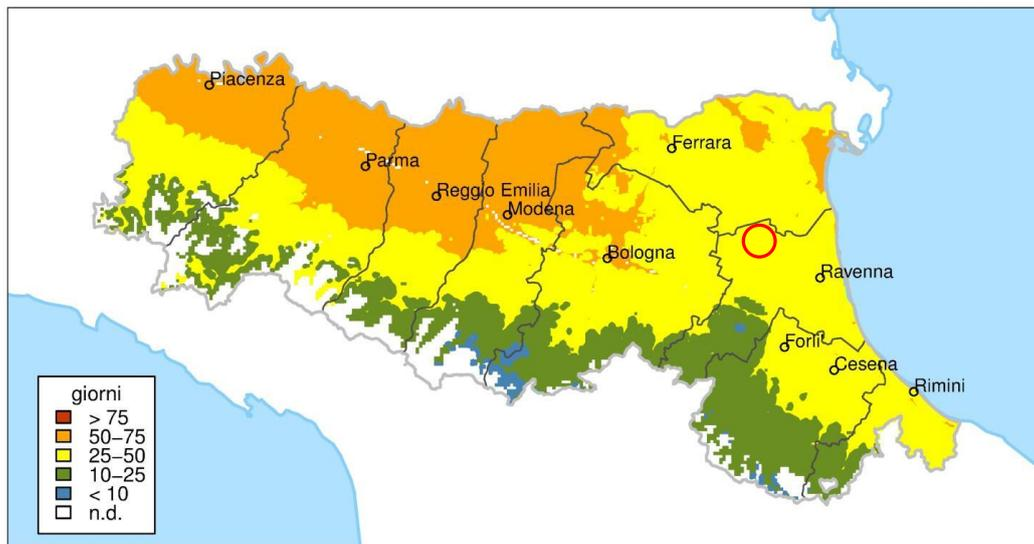 Piacenza
Parma
Reggio Emilia
Modena
Ferrara
Bologna
Ravenna
Forlì
Cesena
Rimini
giorni
> 75
50–75
25–50
10–25
< 10
n.d.